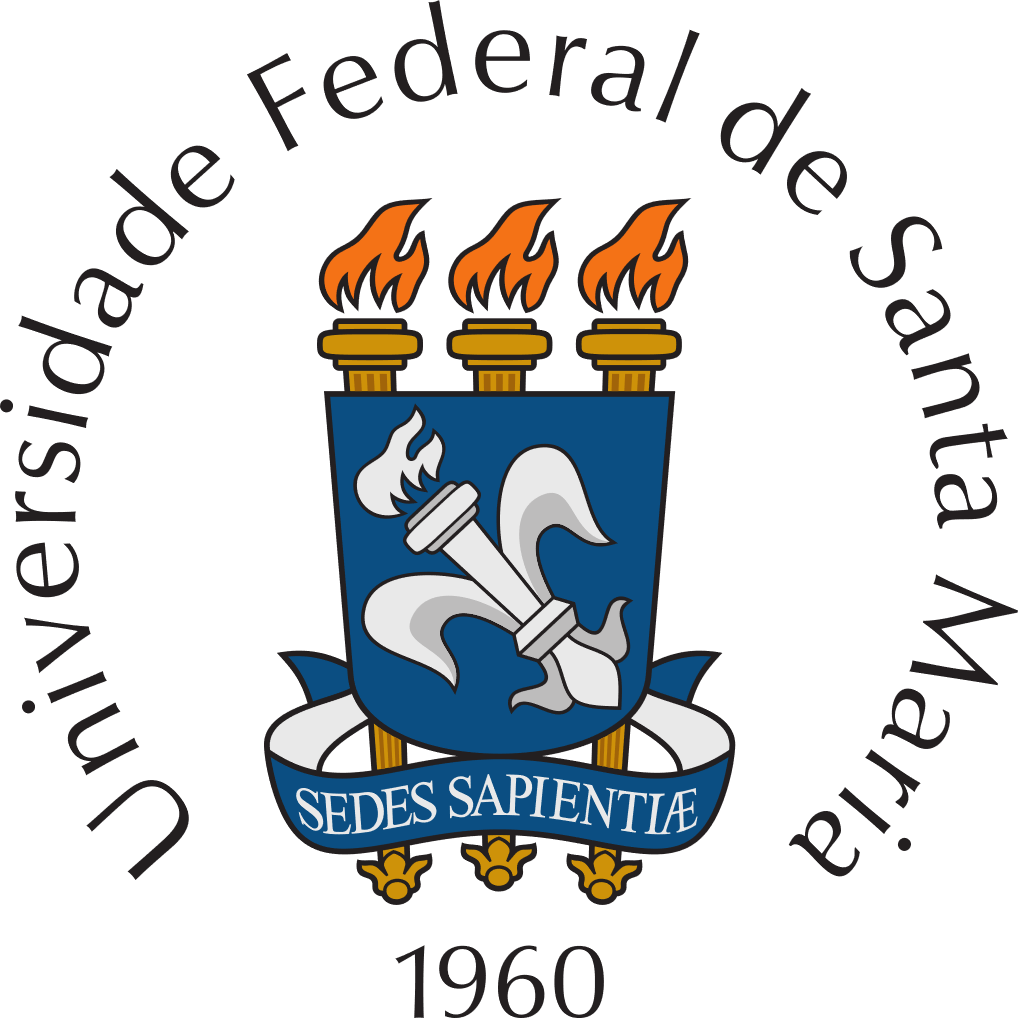 Universidade Federal de Santa Maria
SEDES SAPIENTIÆ
1960